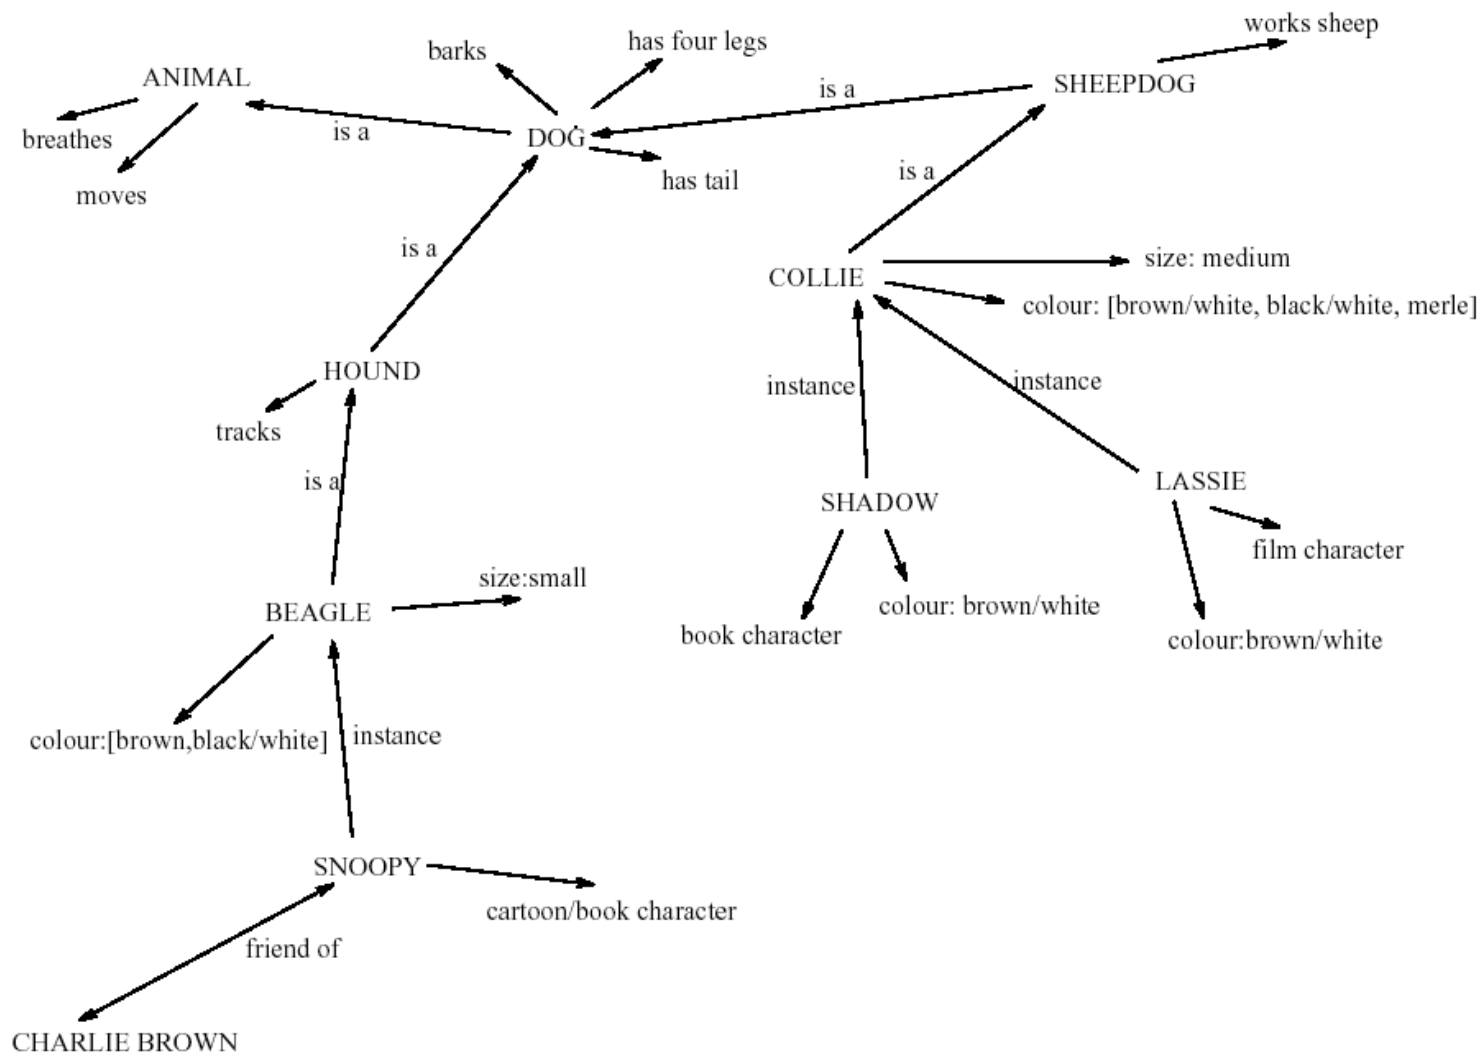 works sheep
has four legs
barks
ANIMAL
SHEEPDOG
is a
is a
DOG
breathes
has tail
moves
is a
is a
size: medium
COLLIE
colour: [brown/white, black/white, merle]
HOUND
instance
instance
tracks
is a
LASSIE
SHADOW
film character
size:small
colour: brown/white
BEAGLE
book character
colour:brown/white
colour:[brown,black/white]
instance
SNOOPY
cartoon/book character
friend of
CHARLIE BROWN